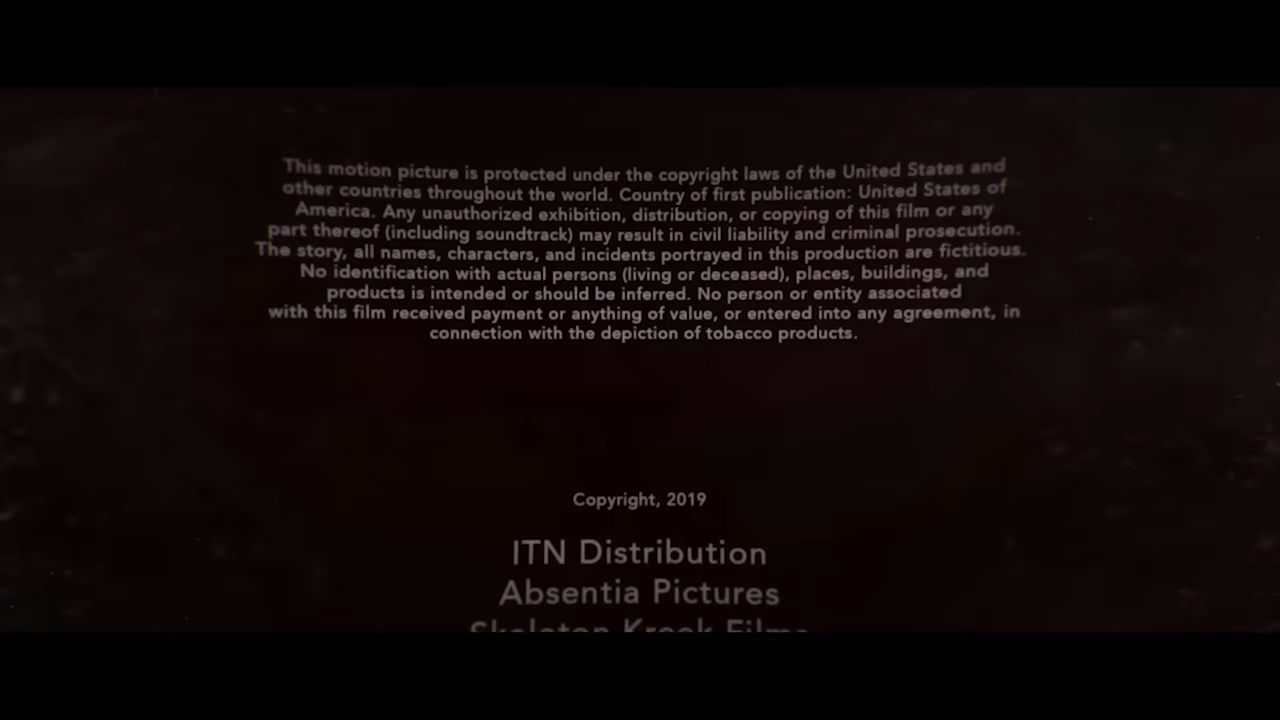 This motion picture is protected under the copyright laws of the United States and
other countries throughout the world. Country of first publication: United States of
America. Any unauthorized exhibition, distribution, or copying of this film or any
part thereof (including soundtrack) may result in civil liability and criminal prosecution.
The story, all names, characters, and incidents portrayed in this production are fictitious.
No identification with actual persons (living or deceased), places, buildings, and
products is intended or should be inferred. No person or entity associated
with this film received payment or anything of value, or entered into any agreement, in
connection with the depiction of tobacco products.
Copyright, 2019
ITN Distribution
Absentia Pictures
Skeleton Kreek Films